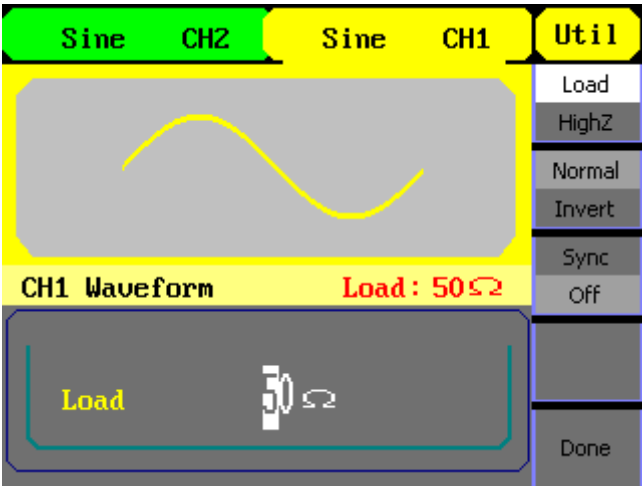 Sine CH2 Sine CH1 Util
Load
HighZ
Normal
Invert
Sync
Off
CH1 Waveform Load: 50Ω
Load 50Ω
Done